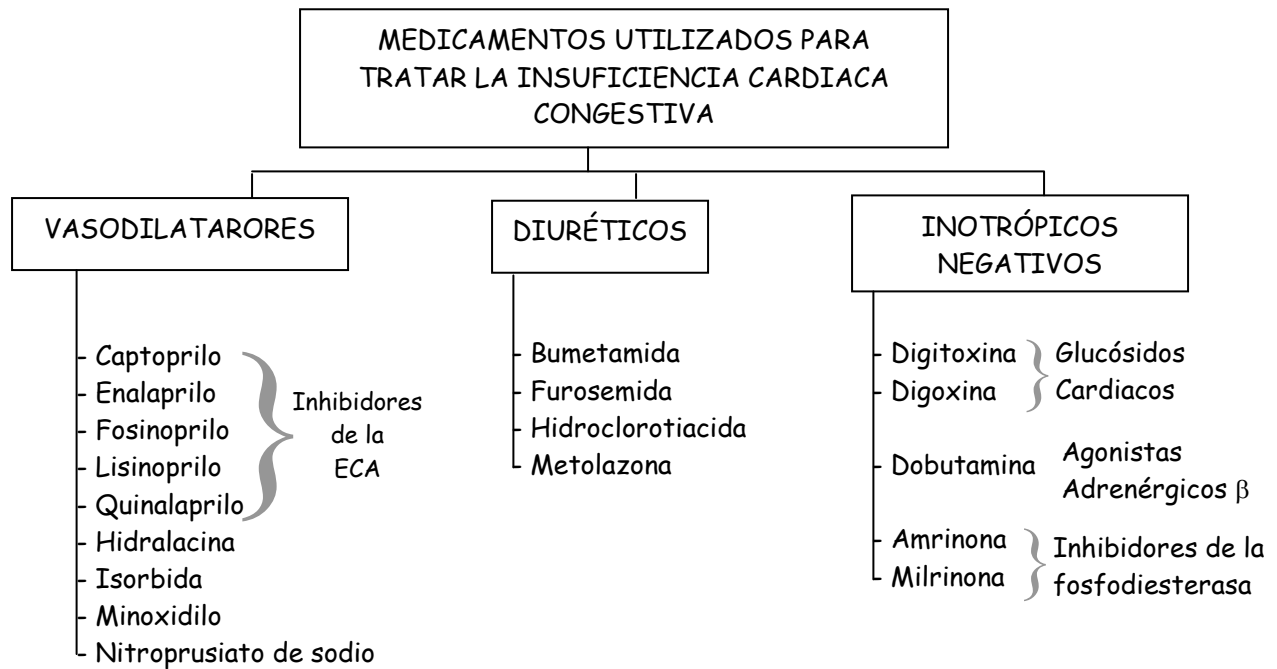 MEDICAMENTOS UTILIZADOS PARA
TRATAR LA INSUFICIENCIA CARDIACA
CONGESTIVA
VASODILATARORES
- Captoprilo
- Enalaprilo
- Fosinoprilo
- Lisinoprilo
- Quinalaprilo
Inhibidores
de la
ECA
- Hidralacina
- Isorbida
- Minoxidilo
- Nitroprusiato de sodio
DIURÉTICOS
- Bumetamida
- Furosemida
- Hidroclorotiacida
- Metolazona
INOTRÓPICOS
NEGATIVOS
- Digitoxina
- Digoxina
Glucósidos
Cardiacos
- Dobutamina
Agonistas
Adrenérgicos β
- Amrinona
- Milrinona
Inhibidores de la
fosfodiesterasa